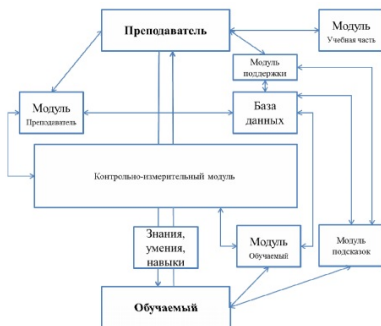 Преподаватель
Модуль
Учебная часть
Модуль
поддержки
Модуль
Преподаватель
База
данных
Контрольно-измерительный модуль
Знания,
умения,
навыки
Модуль
Обучаемый
Модуль
подсказок
Обучаемый